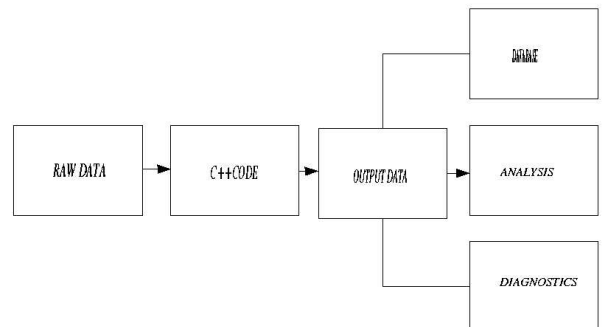 DATABASE
RAW DATA
C++CODE
OUTPUT DATA
ANALYSIS
DIAGNOSTICS